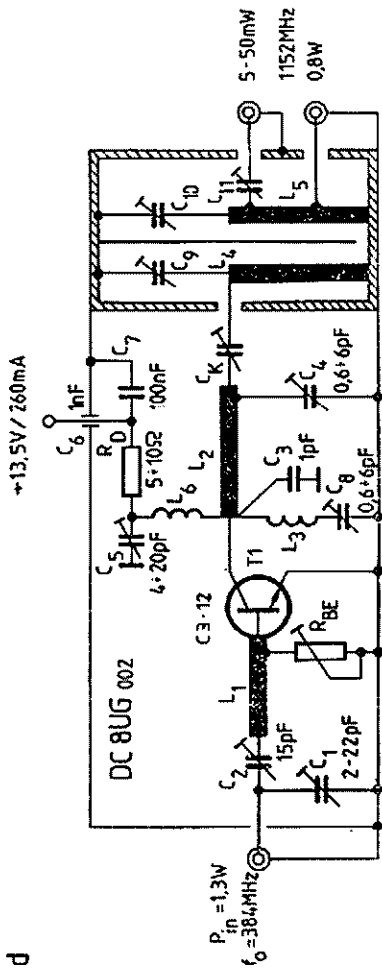 d
+13,5V / 260mA
C6
1nF
RD
5÷10Ω
C7
100nF
C5
4÷20pF
L6
DC 8UG 002
C3-12
T1
L1
L2
C3
1pF
L3
C8
0,6÷6pF
C4
0,6÷6pF
CK
RBE
C2
15pF
C1
2-22pF
Pin =1,3W
fo =384MHz
C9
C10
C11
L4
L5
5-50mW
1152MHz
0,8W